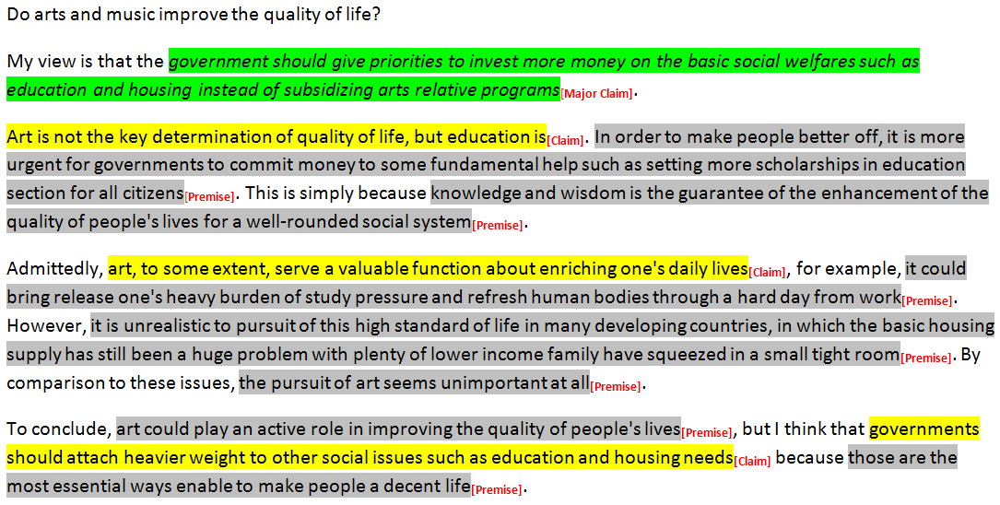 Do arts and music improve the quality of life?
My view is that the government should give priorities to invest more money on the basic social welfares such as
education and housing instead of subsidizing arts relative programs[Major Claim].
Art is not the key determination of quality of life, but education is[Claim]. In order to make people better off, it is more
urgent for governments to commit money to some fundamental help such as setting more scholarships in education
section for all citizens[Premise]. This is simply because knowledge and wisdom is the guarantee of the enhancement of the
quality of people's lives for a well-rounded social system[Premise].
Admittedly, art, to some extent, serve a valuable function about enriching one's daily lives[Claim], for example, it could
bring release one's heavy burden of study pressure and refresh human bodies through a hard day from work[Premise].
However, it is unrealistic to pursuit of this high standard of life in many developing countries, in which the basic housing
supply has still been a huge problem with plenty of lower income family have squeezed in a small tight room[Premise]. By
comparison to these issues, the pursuit of art seems unimportant at all[Premise].
To conclude, art could play an active role in improving the quality of people's lives[Premise], but I think that governments
should attach heavier weight to other social issues such as education and housing needs[Claim] because those are the
most essential ways enable to make people a decent life[Premise].